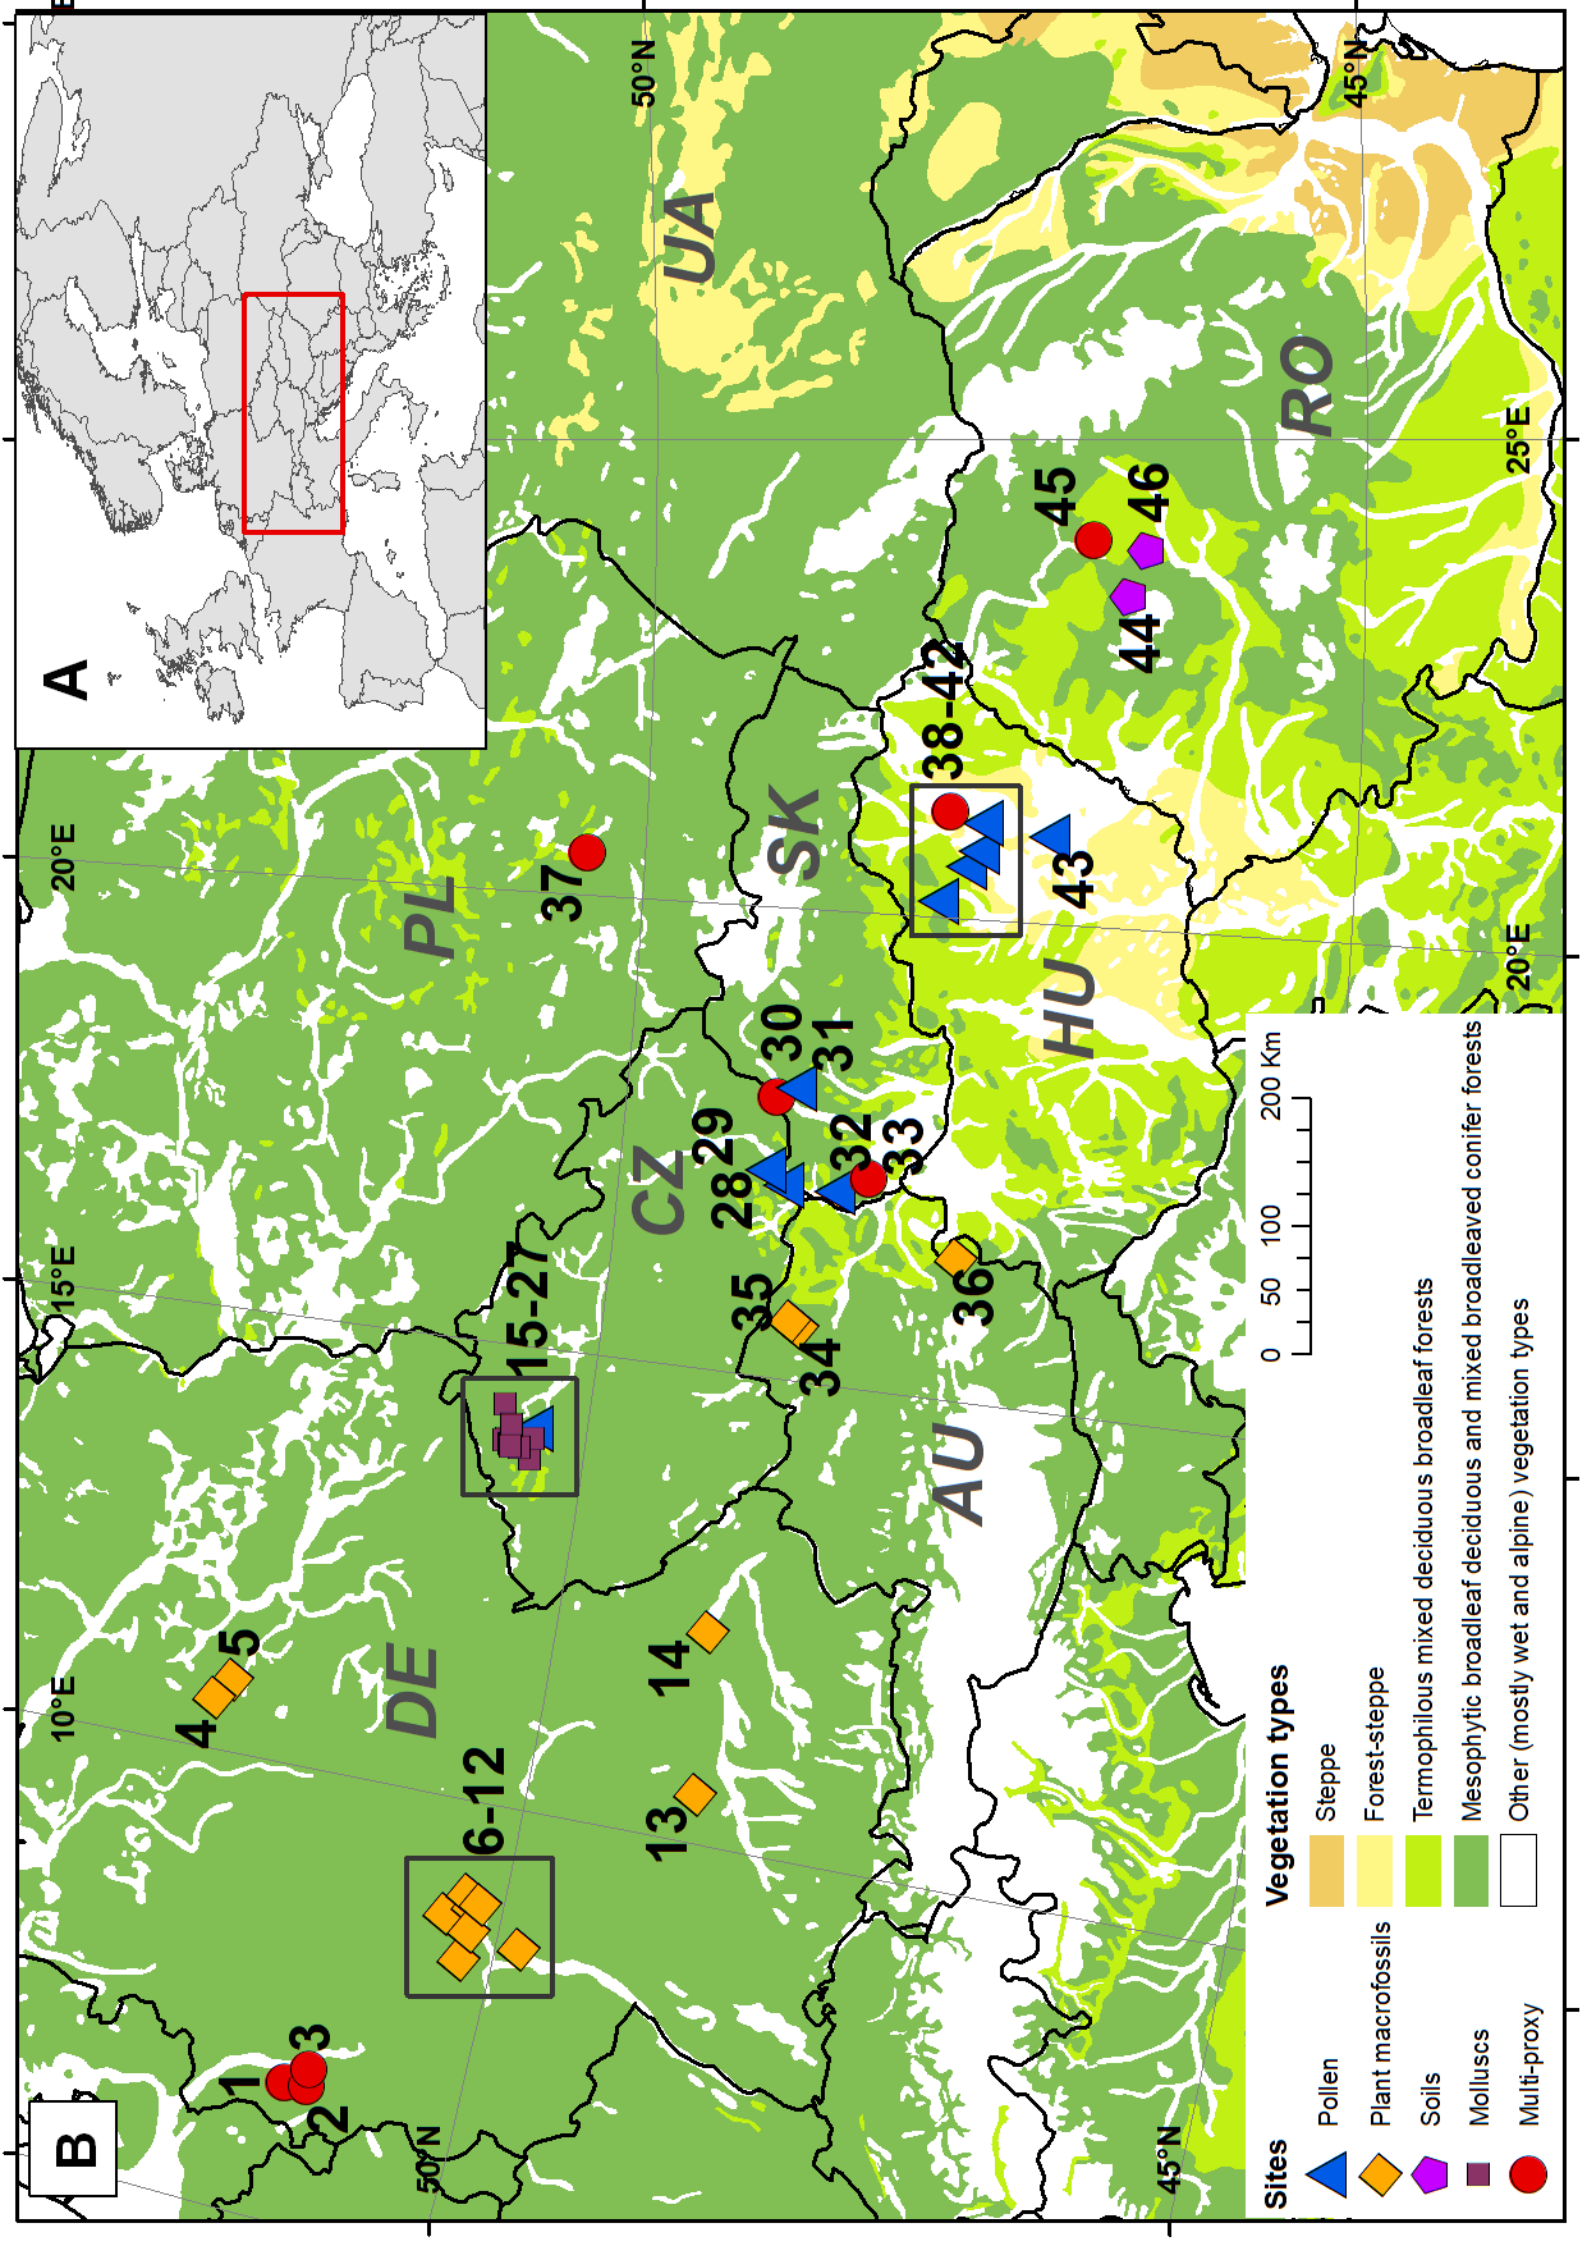 A
B
10°E
15°E
20°E
50°N
50°N
45°N
45°N
20°E
25°E
DE
PL
CZ
SK
UA
AU
HU
RO
1
2
3
4
5
6-12
13
14
15-27
28
29
30
31
32
33
34
35
36
37
38-42
43
44
45
46
0 50 100 200 Km
Sites
Pollen
Plant macrofossils
Soils
Molluscs
Multi-proxy
Vegetation types
Steppe
Forest-steppe
Termophilous mixed deciduous broadleaf forests
Mesophytic broadleaf deciduous and mixed broadleaved conifer forests
Other (mostly wet and alpine) vegetation types